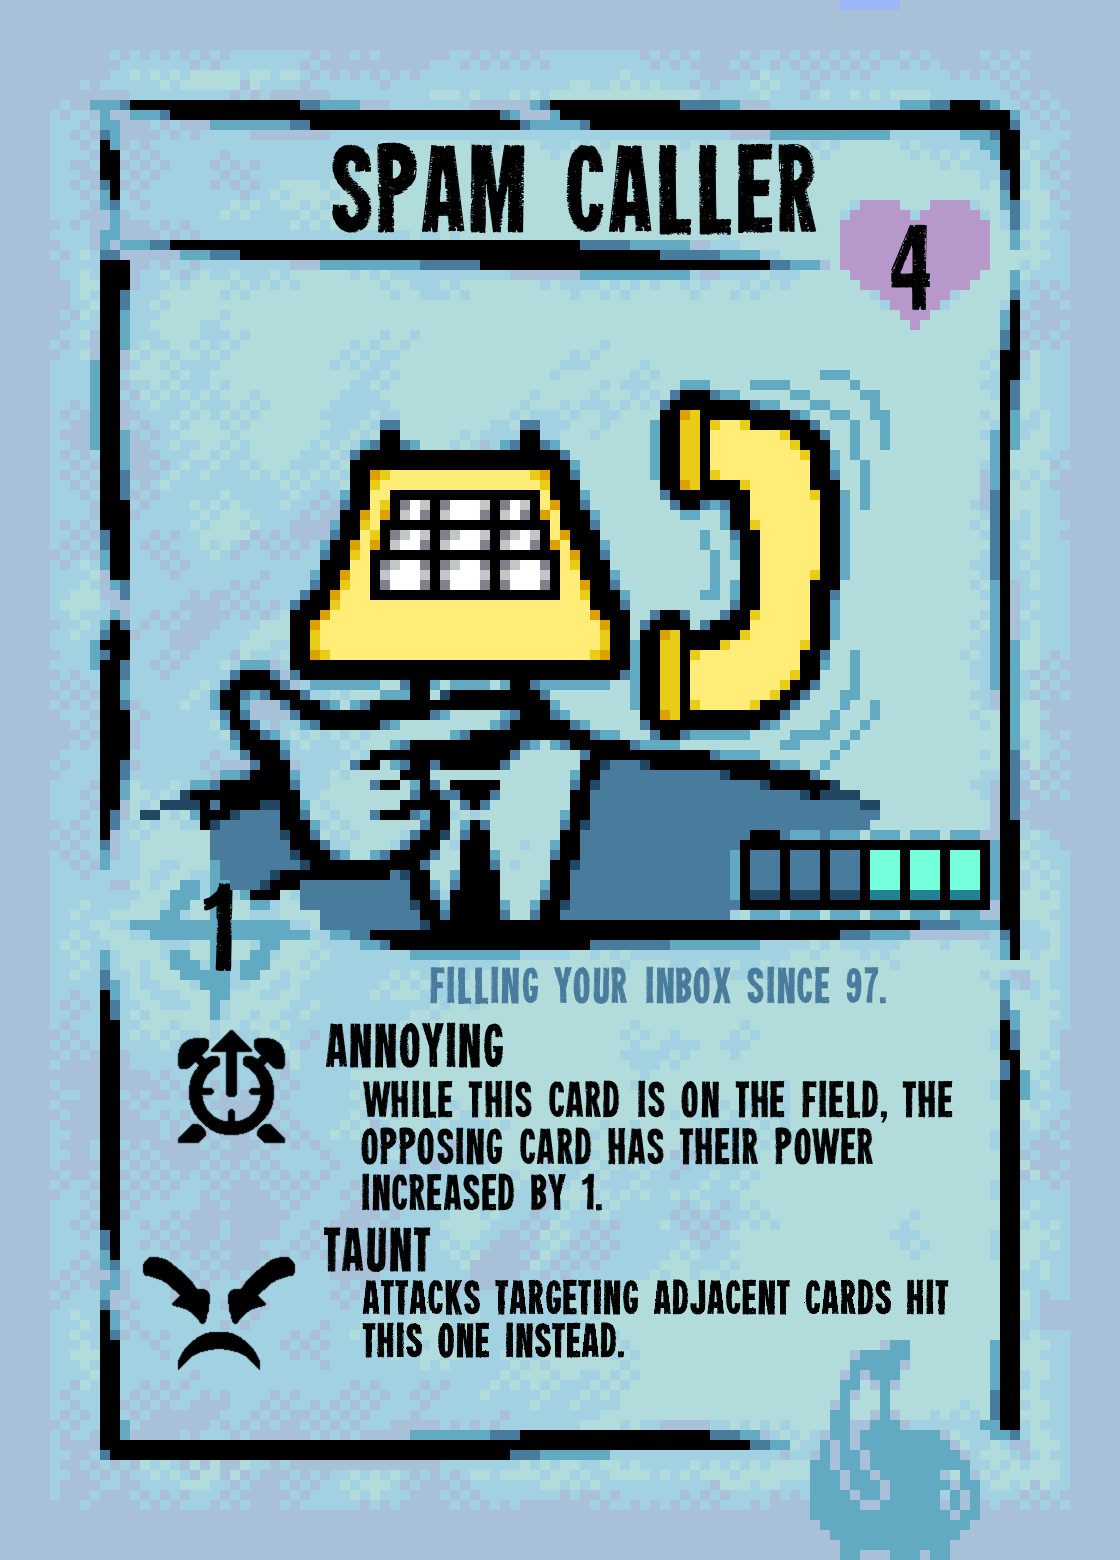 SPAM CALLER
4
1
FILLING YOUR INBOX SINCE 97.
ANNOYING
WHILE THIS CARD IS ON THE FIELD, THE
OPPOSING CARD HAS THEIR POWER
INCREASED BY 1.
TAUNT
ATTACKS TARGETING ADJACENT CARDS HIT
THIS ONE INSTEAD.